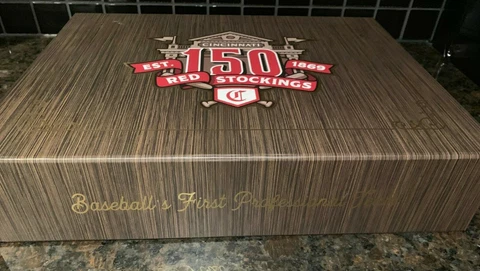 CINCINNATI
EST. 150 1869
RED STOCKINGS
C
Baseball's First Professional Team